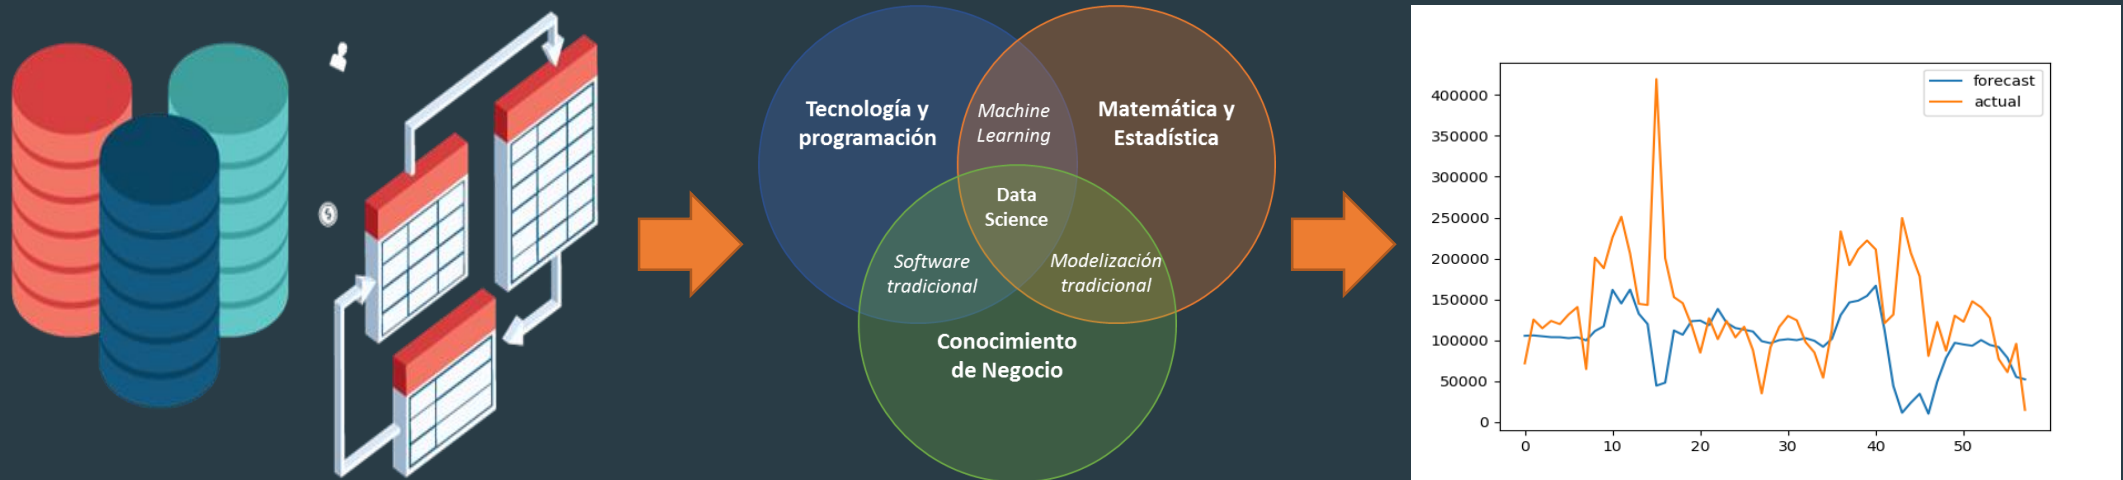 Tecnología y
programación
Machine
Learning
Matemática y
Estadística
Data
Science
Software
tradicional
Modelización
tradicional
Conocimiento
de Negocio
forecast
actual
400000
350000
300000
250000
200000
150000
100000
50000
0
0 10 20 30 40 50